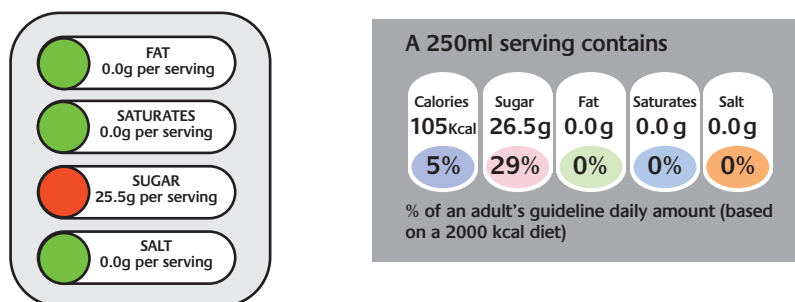 FAT
0.0g per serving
SATURATES
0.0g per serving
SUGAR
25.5g per serving
SALT
0.0g per serving
A 250ml serving contains
Calories Sugar Fat Saturates Salt
105Kcal 26.5g 0.0g 0.0 g 0.0g
5% 29% 0% 0% 0%
% of an adult's guideline daily amount (based
on a 2000 kcal diet)